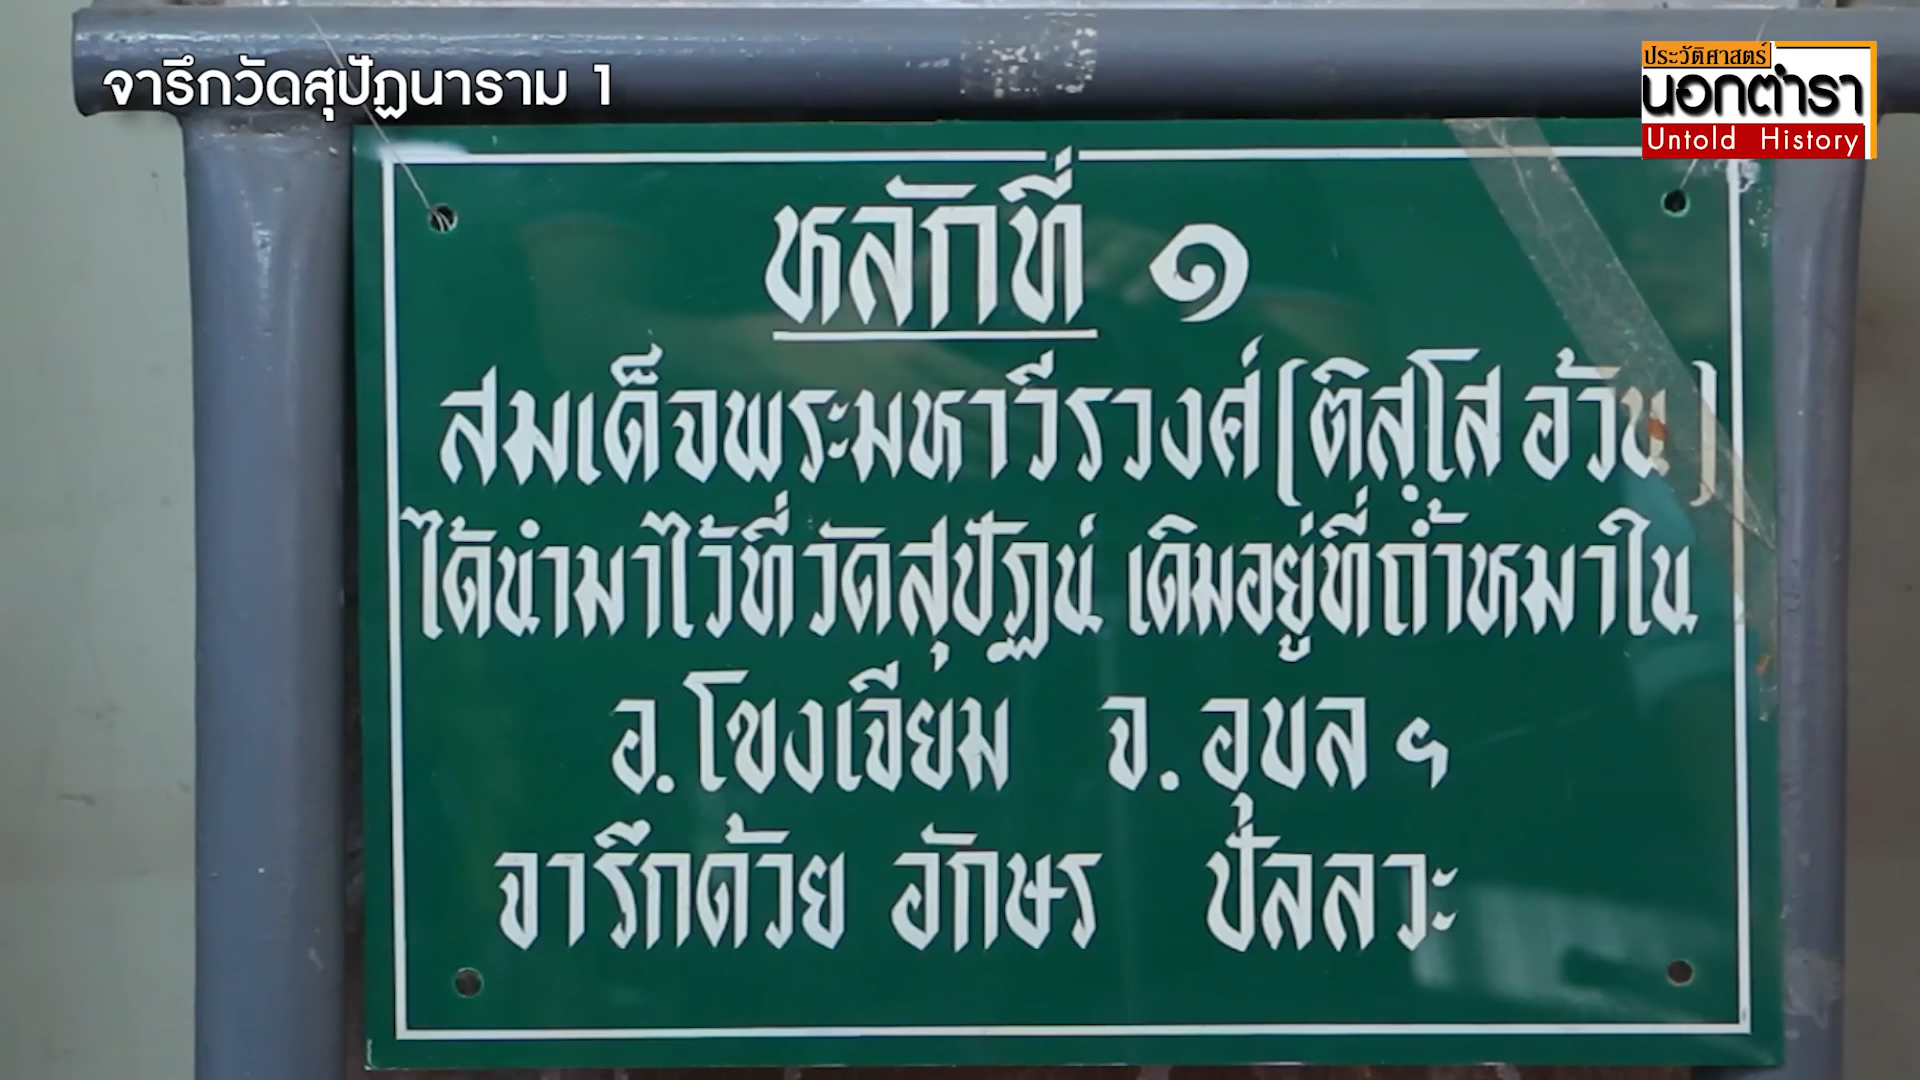 จารึกวัดสุปัฏนาราม 1
ประวัติศาสตร์
นอกตำรา
Untold History
หลักที่ ๑
สมเด็จพระมหาวีรวงศ์ (ติสฺโส อ้วน)
ได้นำมาไว้ที่วัดสุปัฏน์ เดิมอยู่ที่ถ้ำหมาใน
อ.โขงเจียม จ.อุบลฯ
จารึกด้วย อักษร ปัลลวะ